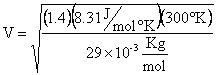 V = √((1.4)(8.31 J/mol°K)(300°K) / (29×10⁻³ Kg/mol))